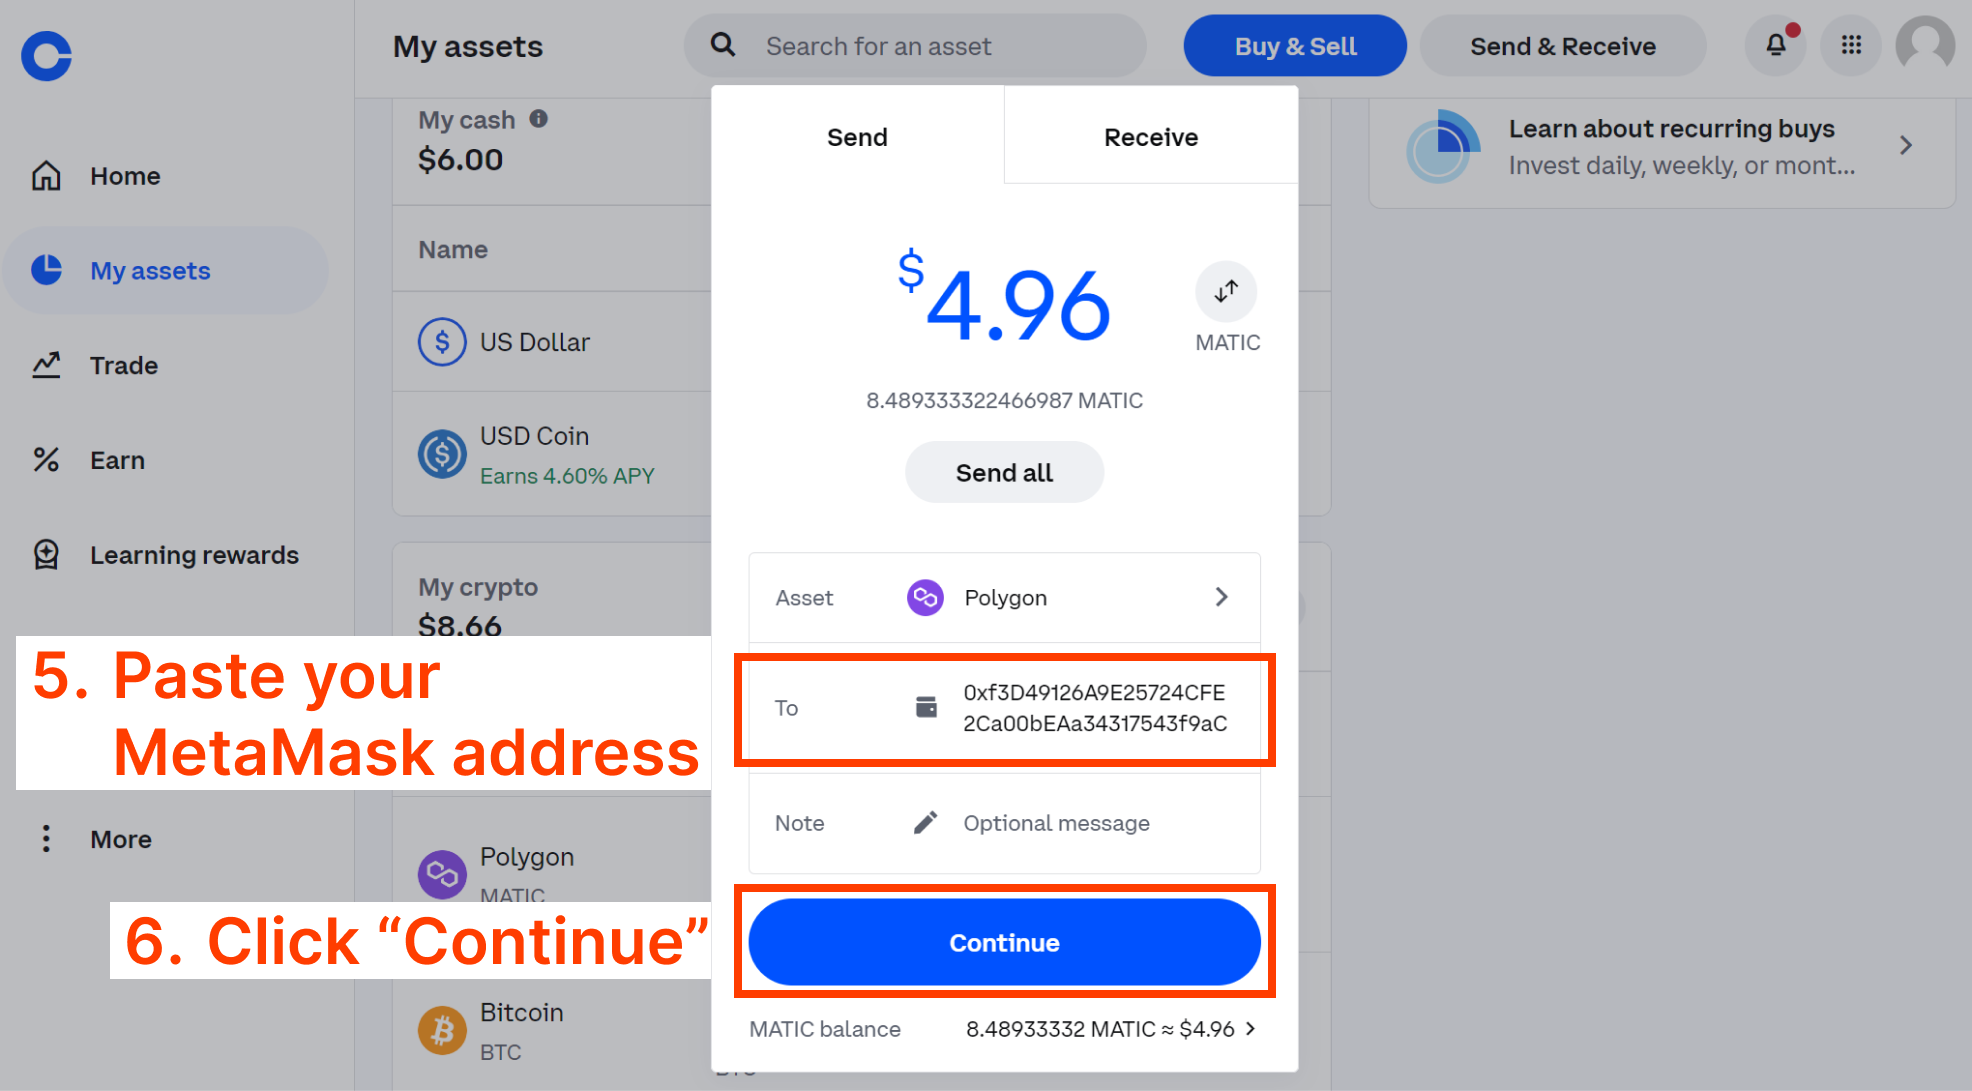 My assets
Search for an asset
Buy & Sell
Send & Receive
Home
My assets
Trade
Earn
Learning rewards
More
My cash
$6.00
Name
US Dollar
USD Coin
Earns 4.60% APY
My crypto
$8.66
Polygon
MATIC
Bitcoin
BTC
Learn about recurring buys
Invest daily, weekly, or mont...
Send
Receive
$4.96
MATIC
8.489333322466987 MATIC
Send all
Asset
Polygon
To
0xf3D49126A9E25724CFE
2Ca00bEAa34317543f9aC
Note
Optional message
Continue
MATIC balance
8.48933332 MATIC ≈ $4.96
5. Paste your
MetaMask address
6. Click “Continue”